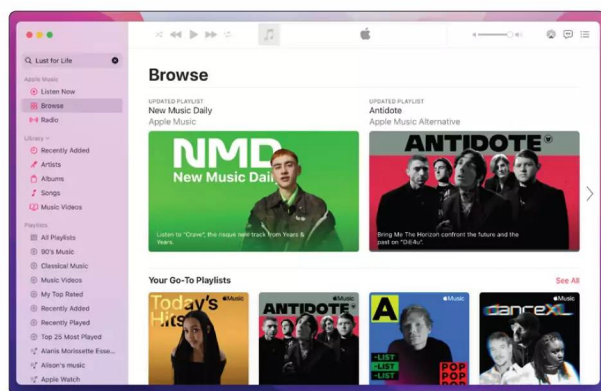 Lust for Life
Apple Music
Listen Now
Browse
Radio
Library
Recently Added
Artists
Albums
Songs
Music Videos
Playlists
All Playlists
90's Music
Classical Music
Music Videos
My Top Rated
Recently Added
Recently Played
Top 25 Most Played
Alanis Morissette Esse...
Alison's music
Apple Watch
Browse
UPDATED PLAYLIST
New Music Daily
Apple Music
NMD
New Music Daily
Listen to "Crave", the risque new track from Years &
Years.
UPDATED PLAYLIST
Antidote
Apple Music Alternative
ANTIDOTE
Bring Me The Horizon confront the future and the
past on "DiE4u".
Your Go-To Playlists
See All
Music
Today's
Hits
Music
ANTIDOTE
Music
A
-LIST
-LIST
-LIST
POP
POP
POP
Music
danceXL